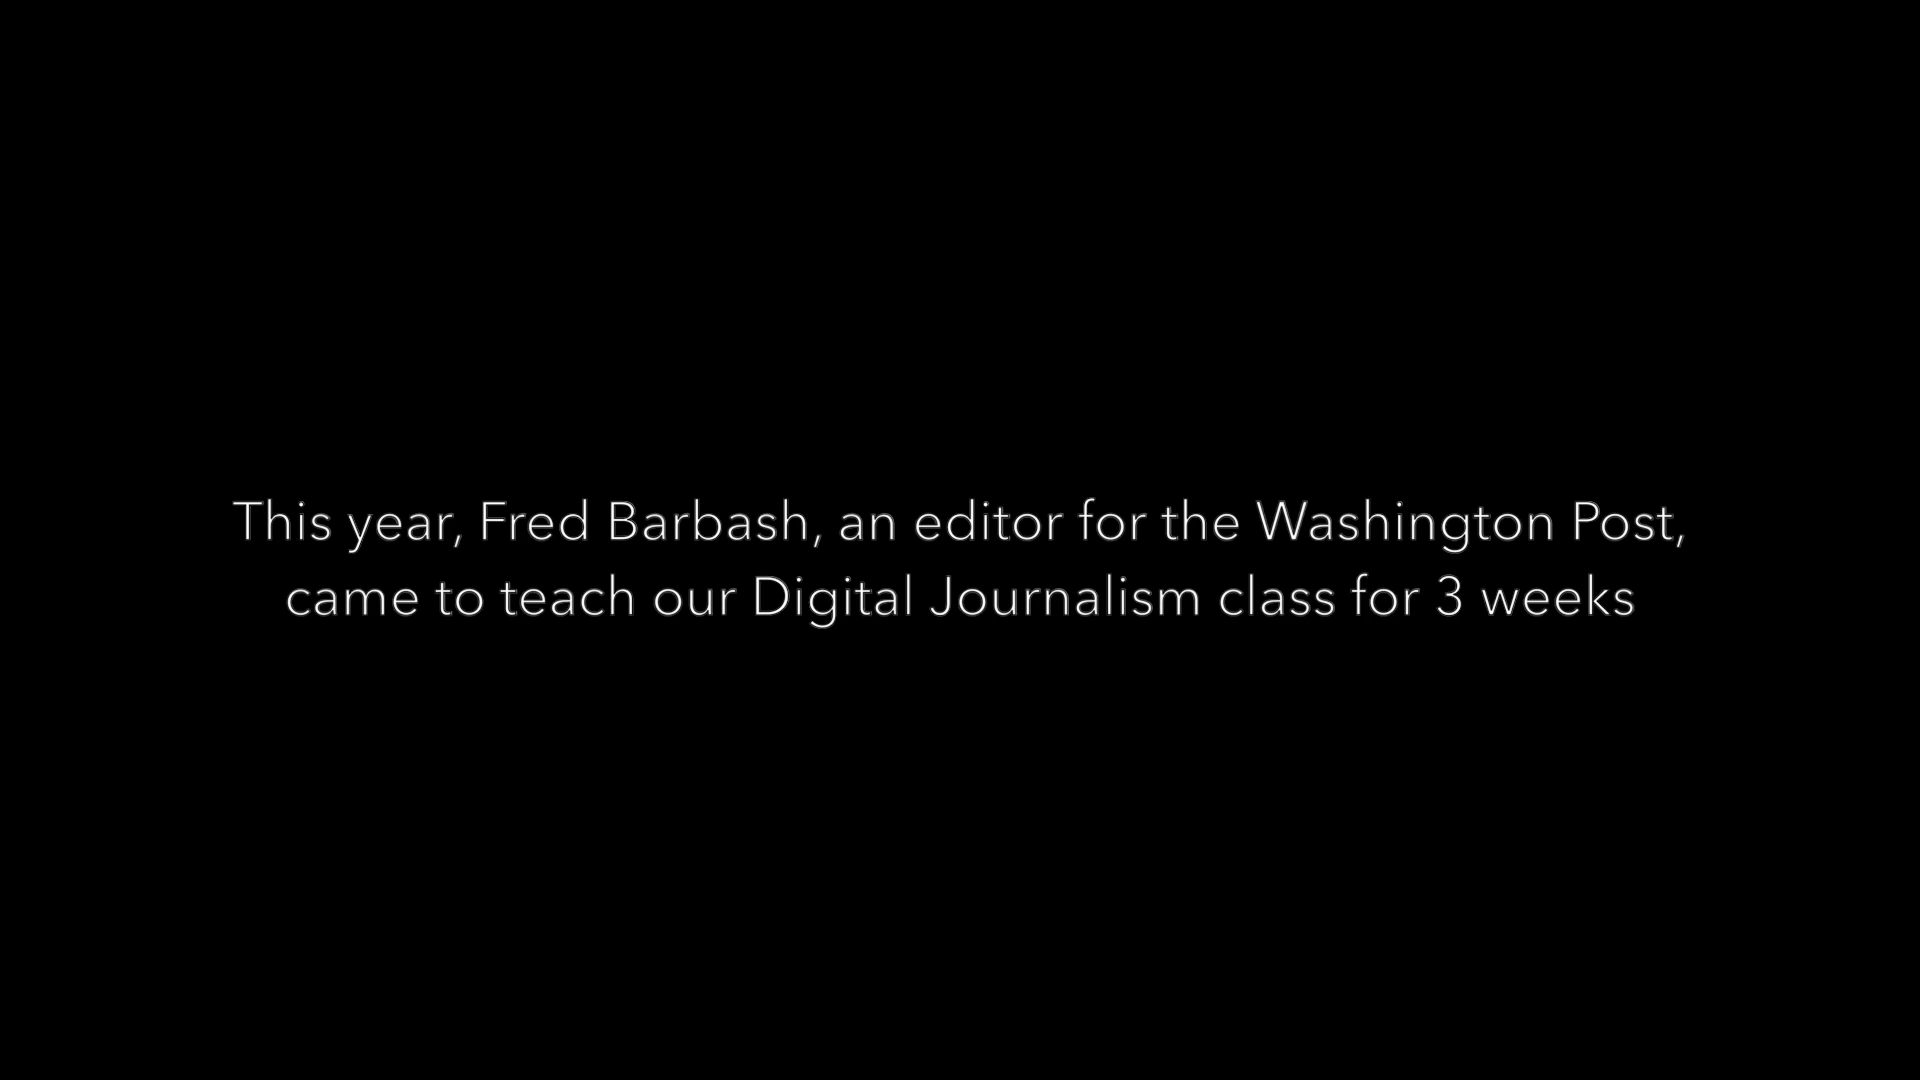 This year, Fred Barbash, an editor for the Washington Post,
came to teach our Digital Journalism class for 3 weeks